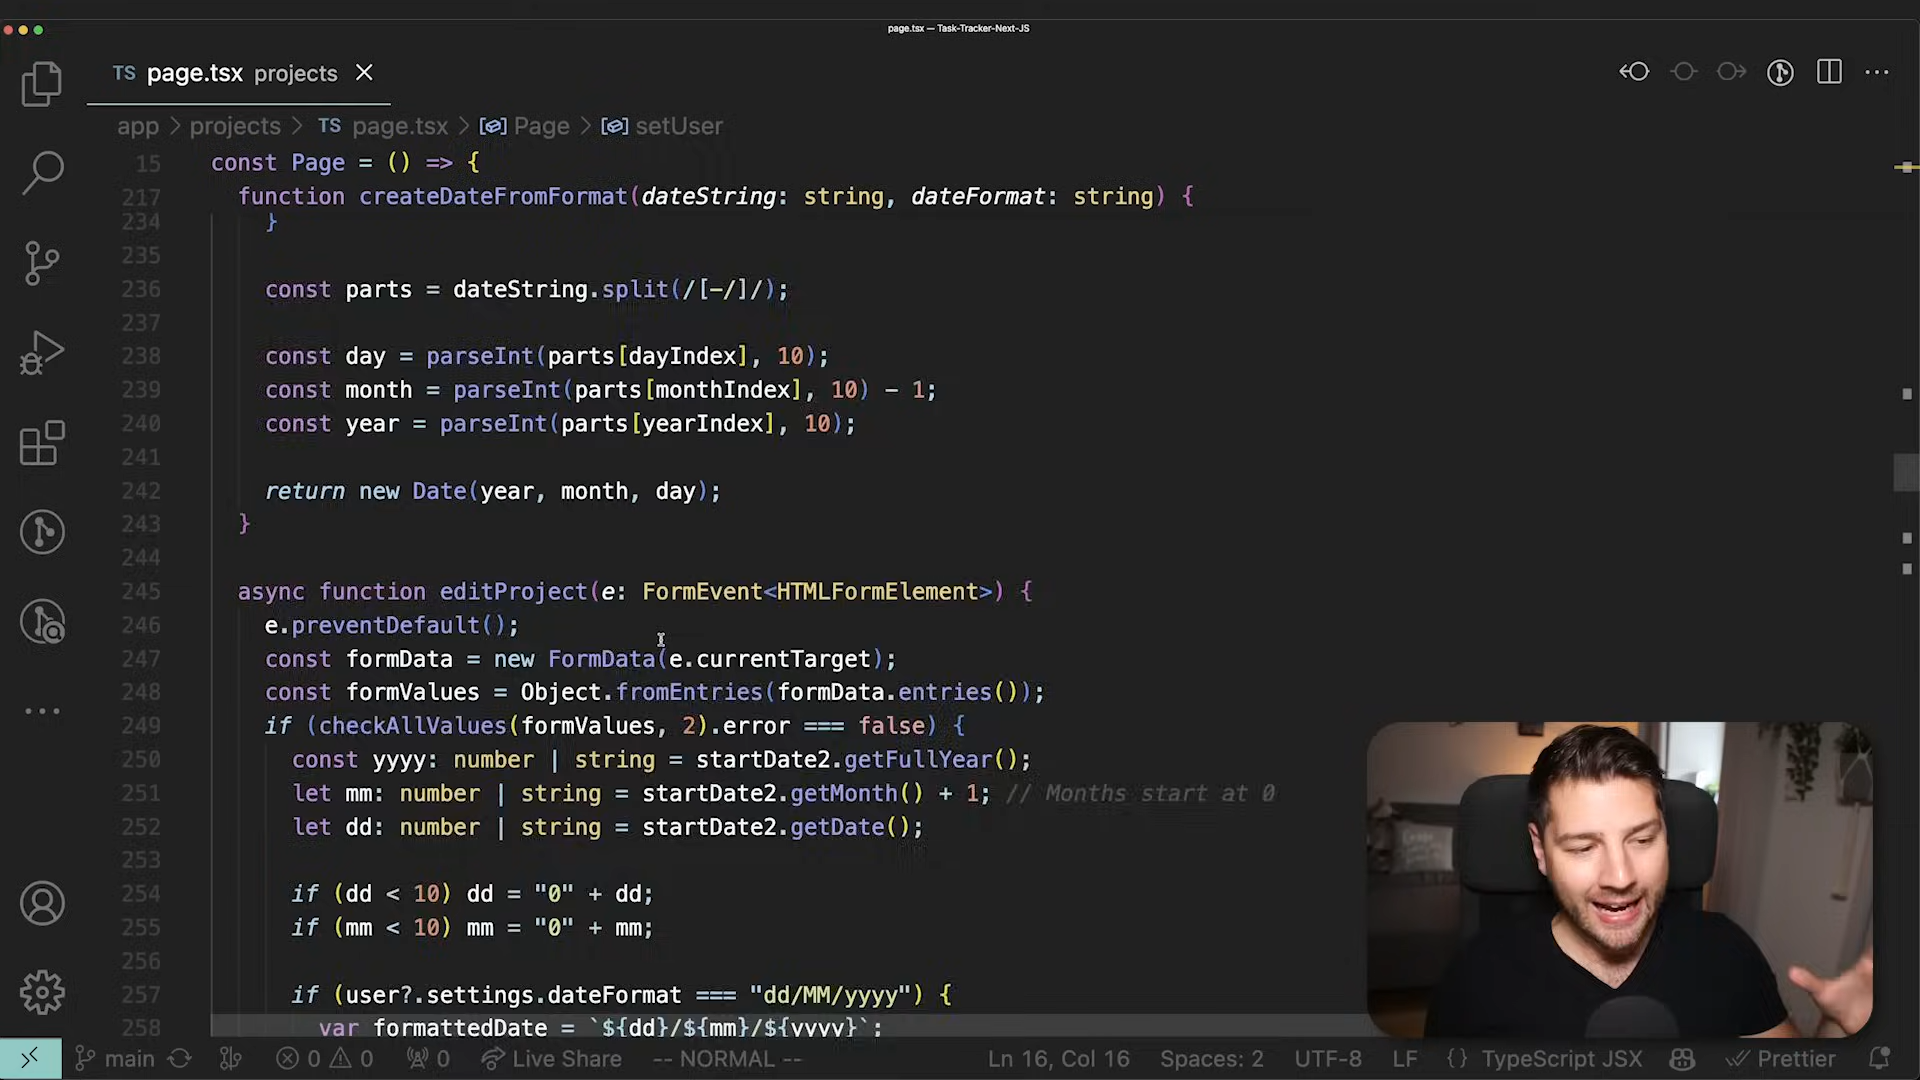 page.tsx — Task-Tracker-Next-JS
TS page.tsx projects
app > projects > TS page.tsx > Page > setUser
15 const Page = () => {
217 function createDateFromFormat(dateString: string, dateFormat: string) {
234 }
235
236 const parts = dateString.split(/[-/]/);
237
238 const day = parseInt(parts[dayIndex], 10);
239 const month = parseInt(parts[monthIndex], 10) - 1;
240 const year = parseInt(parts[yearIndex], 10);
241
242 return new Date(year, month, day);
243 }
244
245 async function editProject(e: FormEvent<HTMLFormElement>) {
246 e.preventDefault();
247 const formData = new FormData(e.currentTarget);
248 const formValues = Object.fromEntries(formData.entries());
249 if (checkAllValues(formValues, 2).error === false) {
250 const yyyy: number | string = startDate2.getFullYear();
251 let mm: number | string = startDate2.getMonth() + 1; // Months start at 0
252 let dd: number | string = startDate2.getDate();
253
254 if (dd < 10) dd = "0" + dd;
255 if (mm < 10) mm = "0" + mm;
256
257 if (user?.settings.dateFormat === "dd/MM/yyyy") {
258 var formattedDate = `${dd}/${mm}/${yyyy}`;
main 0 0 0 Live Share -- NORMAL -- Ln 16, Col 16 Spaces: 2 UTF-8 LF {} TypeScript JSX Prettier